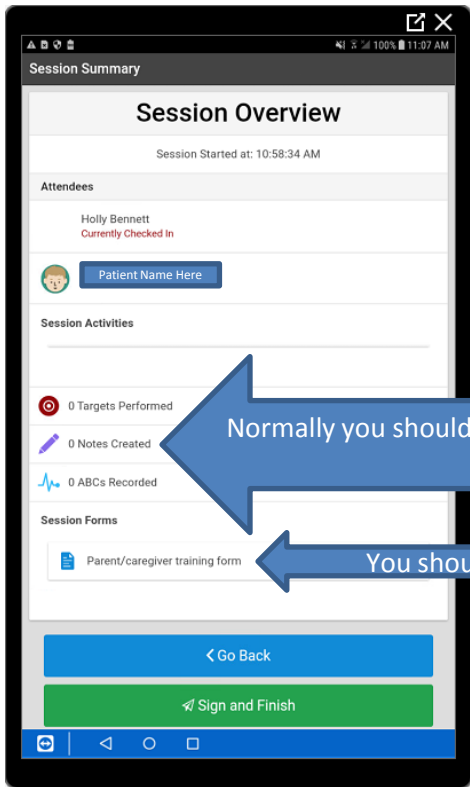 100% 11:07 AM
Session Summary
Session Overview
Session Started at: 10:58:34 AM
Attendees
Holly Bennett
Currently Checked In
Patient Name Here
Session Activities
0 Targets Performed
Normally you should
0 Notes Created
0 ABCs Recorded
Session Forms
Parent/caregiver training form
You shou
Go Back
Sign and Finish